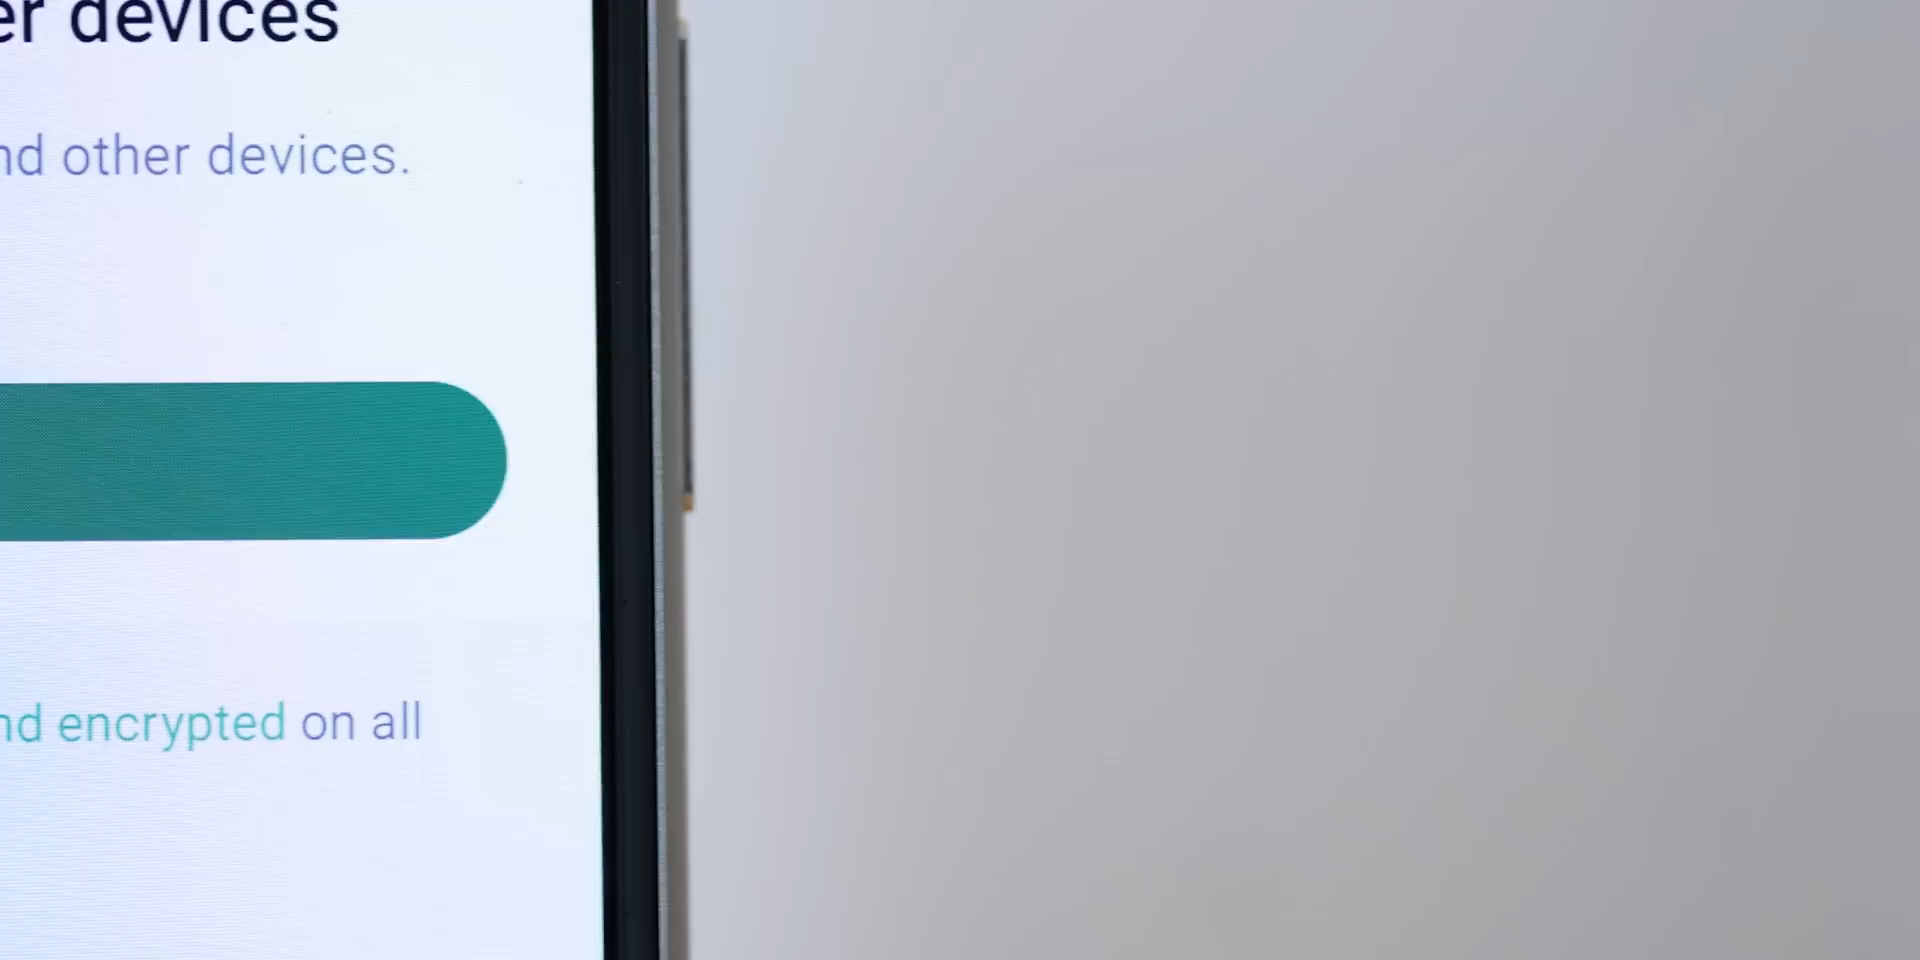 er devices
nd other devices.
nd encrypted on all